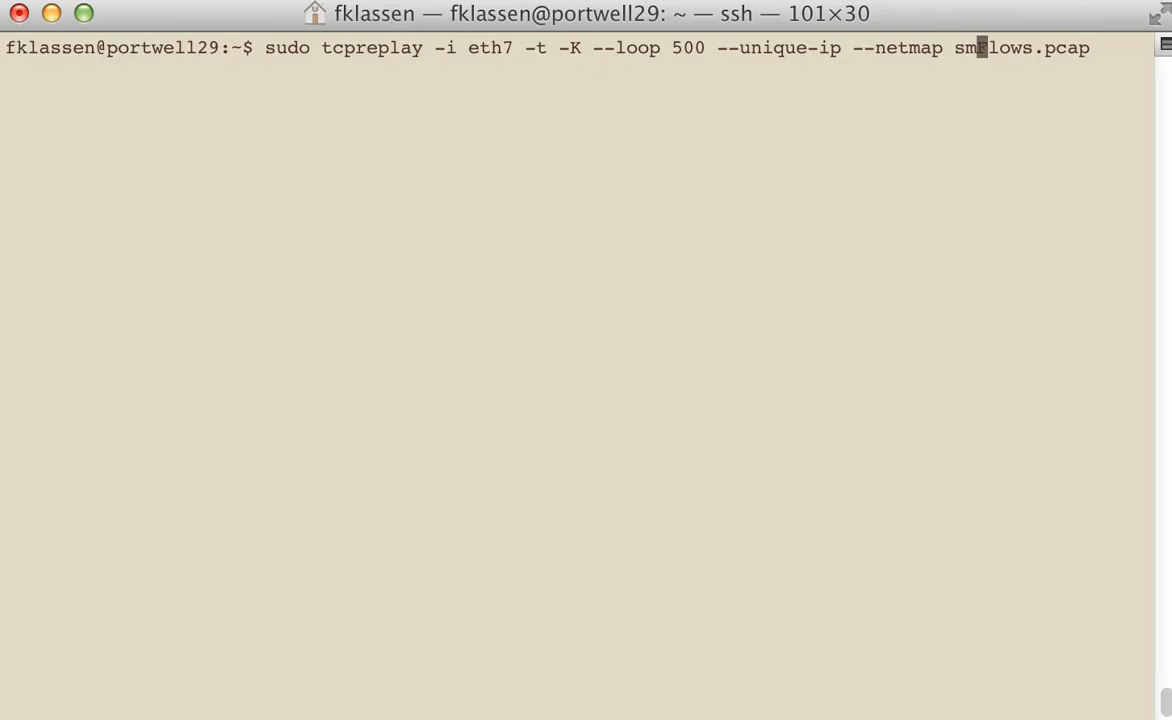 fklassen — fklassen@portwell29: ~ — ssh — 101×30
fklassen@portwell29:~$ sudo tcpreplay -i eth7 -t -K --loop 500 --unique-ip --netmap smFlows.pcap